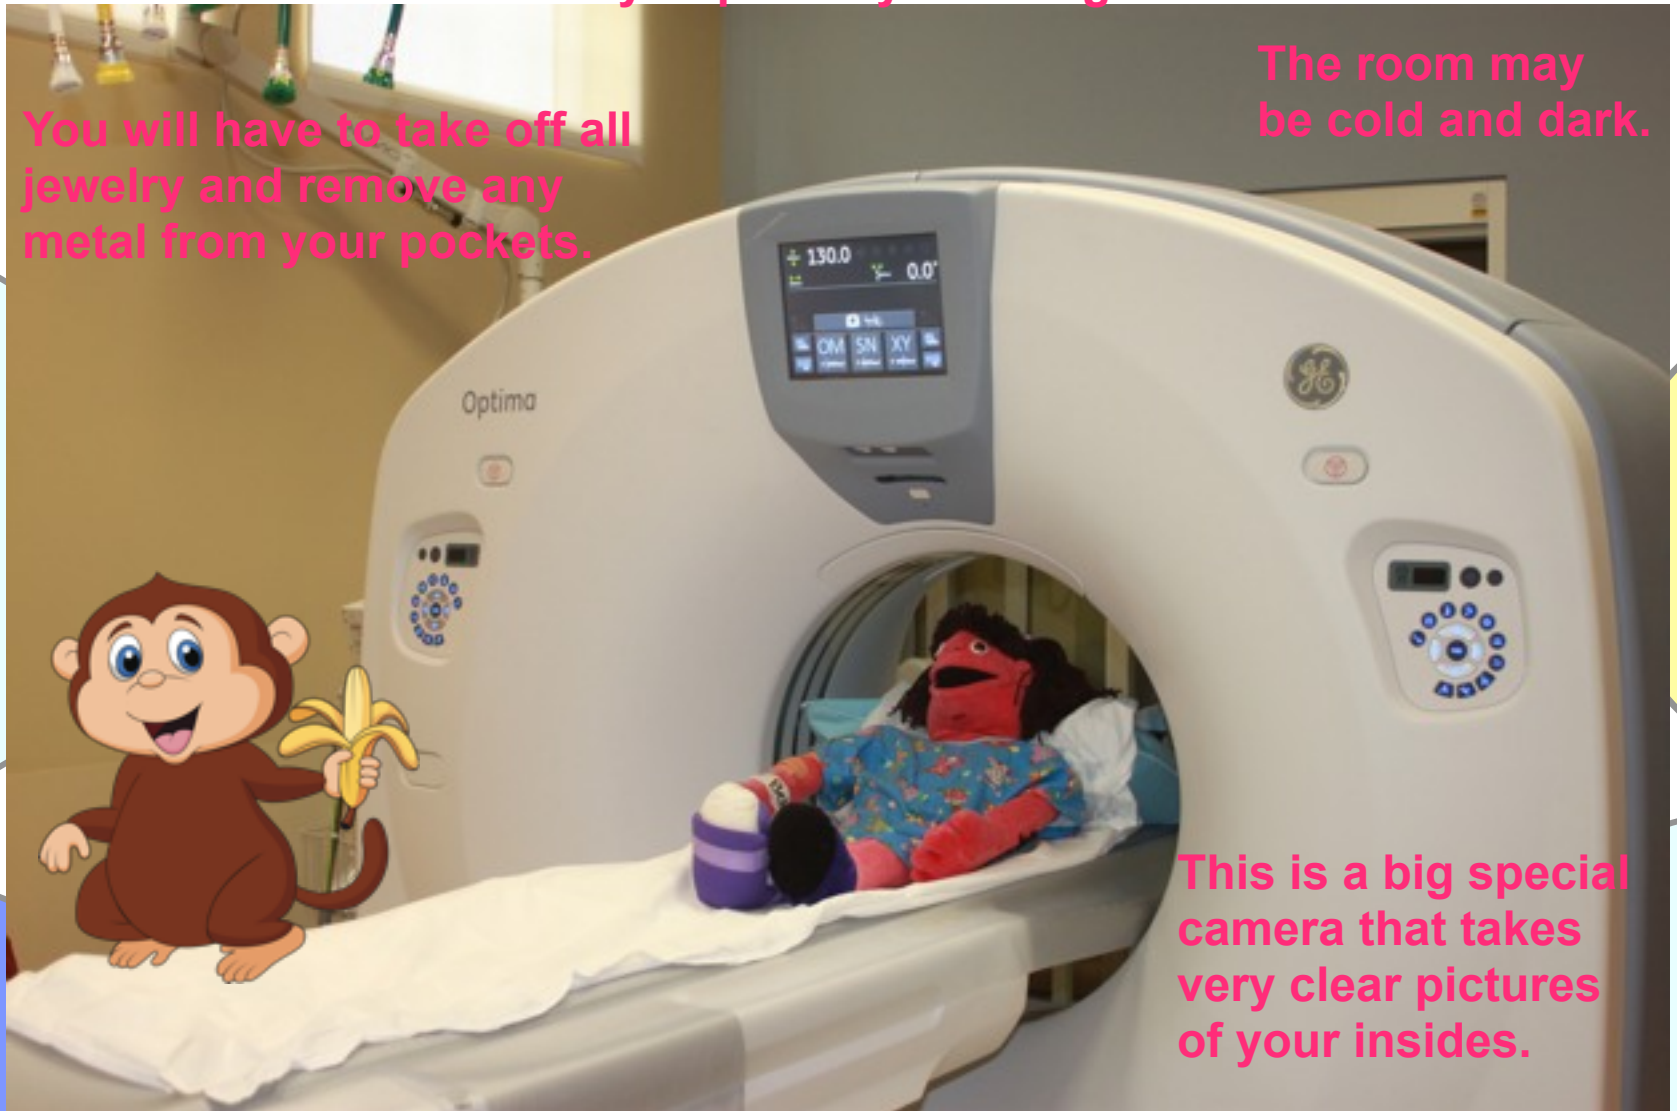 You will have to take off all
jewelry and remove any
metal from your pockets.
The room may
be cold and dark.
130.0
0.0°
OM SN XY
Optima
GE
This is a big special
camera that takes
very clear pictures
of your insides.